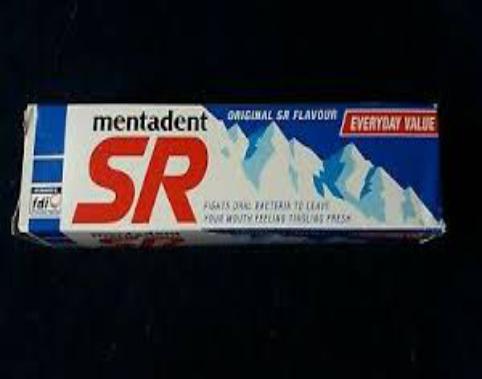 mentadent
SR
ORIGINAL SR FLAVOUR
EVERYDAY VALUE
FIGHTS ORAL BACTERIA TO LEAVE
YOUR MOUTH FEELING TINGLING FRESH
fdi